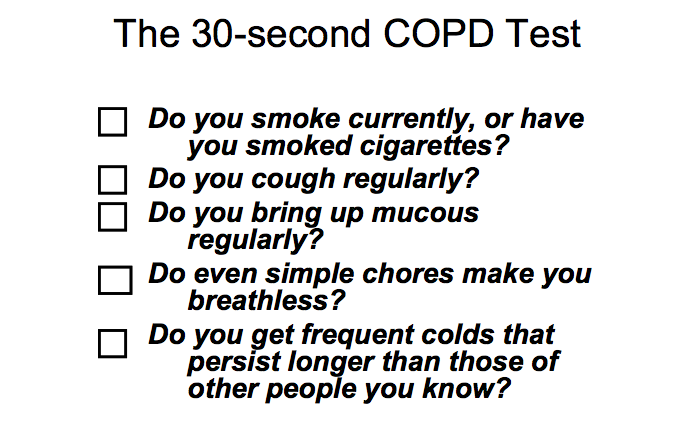 The 30-second COPD Test
Do you smoke currently, or have
you smoked cigarettes?
Do you cough regularly?
Do you bring up mucous
regularly?
Do even simple chores make you
breathless?
Do you get frequent colds that
persist longer than those of
other people you know?